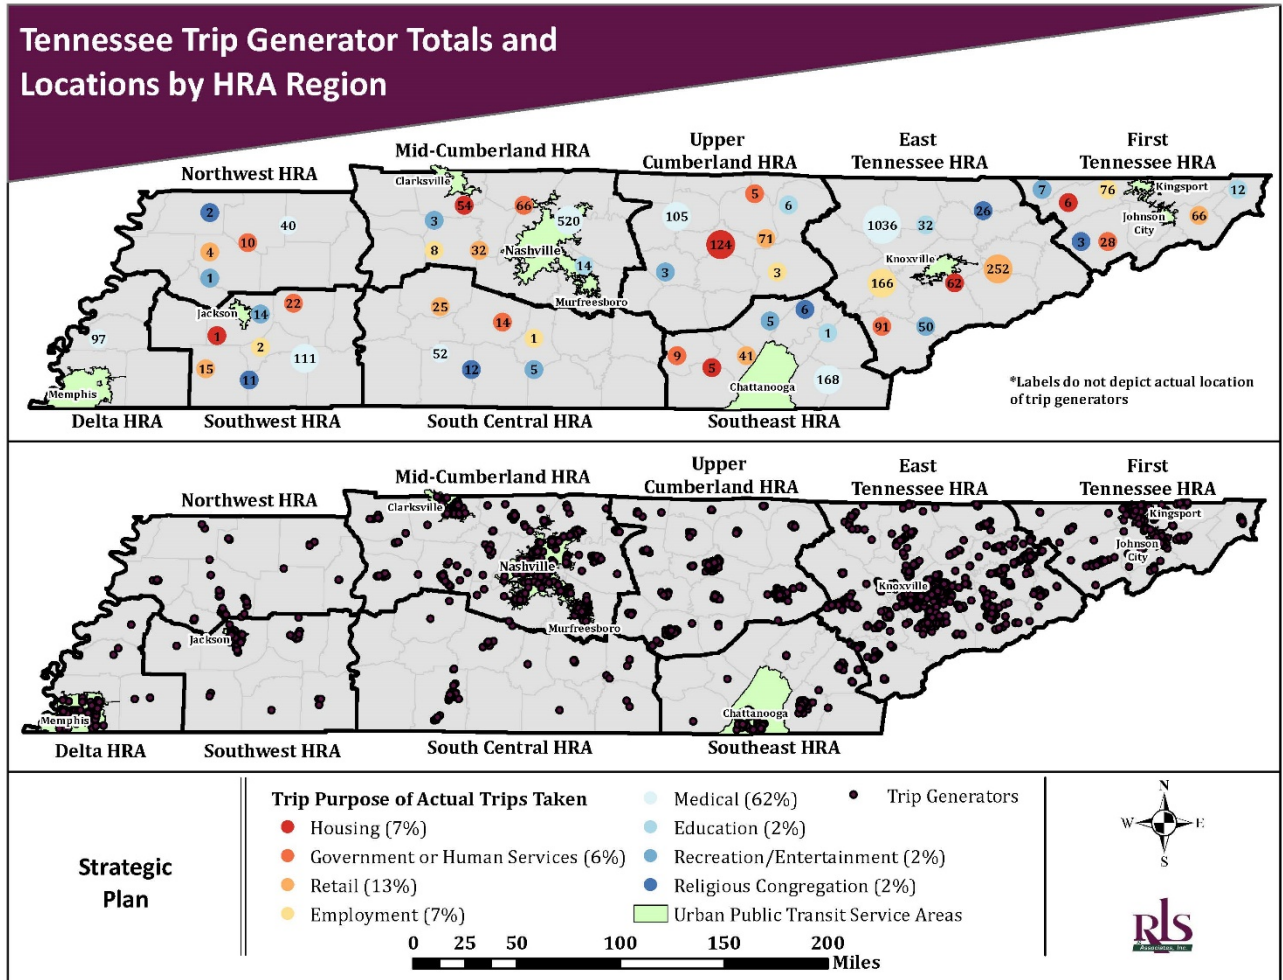 Tennessee Trip Generator Totals and
Locations by HRA Region
Northwest HRA
Mid-Cumberland HRA
Upper
Cumberland HRA
East
Tennessee HRA
First
Tennessee HRA
Clarksville
Kingsport
Johnson
City
Nashville
Murfreesboro
Knoxville
Jackson
Memphis
Chattanooga
2
40
4
10
1
54
66
3
520
8
32
14
5
105
6
124
71
3
3
26
1036
32
166
62
252
91
50
7
76
12
6
66
3
28
97
14
22
1
2
15
111
11
25
14
1
52
12
5
6
5
1
9
41
5
168
*Labels do not depict actual location
of trip generators
Delta HRA
Southwest HRA
South Central HRA
Southeast HRA
Northwest HRA
Mid-Cumberland HRA
Upper
Cumberland HRA
East
Tennessee HRA
First
Tennessee HRA
Clarksville
Kingsport
Johnson
City
Nashville
Knoxville
Murfreesboro
Jackson
Memphis
Chattanooga
Delta HRA
Southwest HRA
South Central HRA
Southeast HRA
Strategic
Plan
Trip Purpose of Actual Trips Taken
Housing (7%)
Government or Human Services (6%)
Retail (13%)
Employment (7%)
Medical (62%)
Education (2%)
Recreation/Entertainment (2%)
Religious Congregation (2%)
Urban Public Transit Service Areas
Trip Generators
0 25 50 100 150 200
Miles
N
W E
S
RLS
& Associates, Inc.